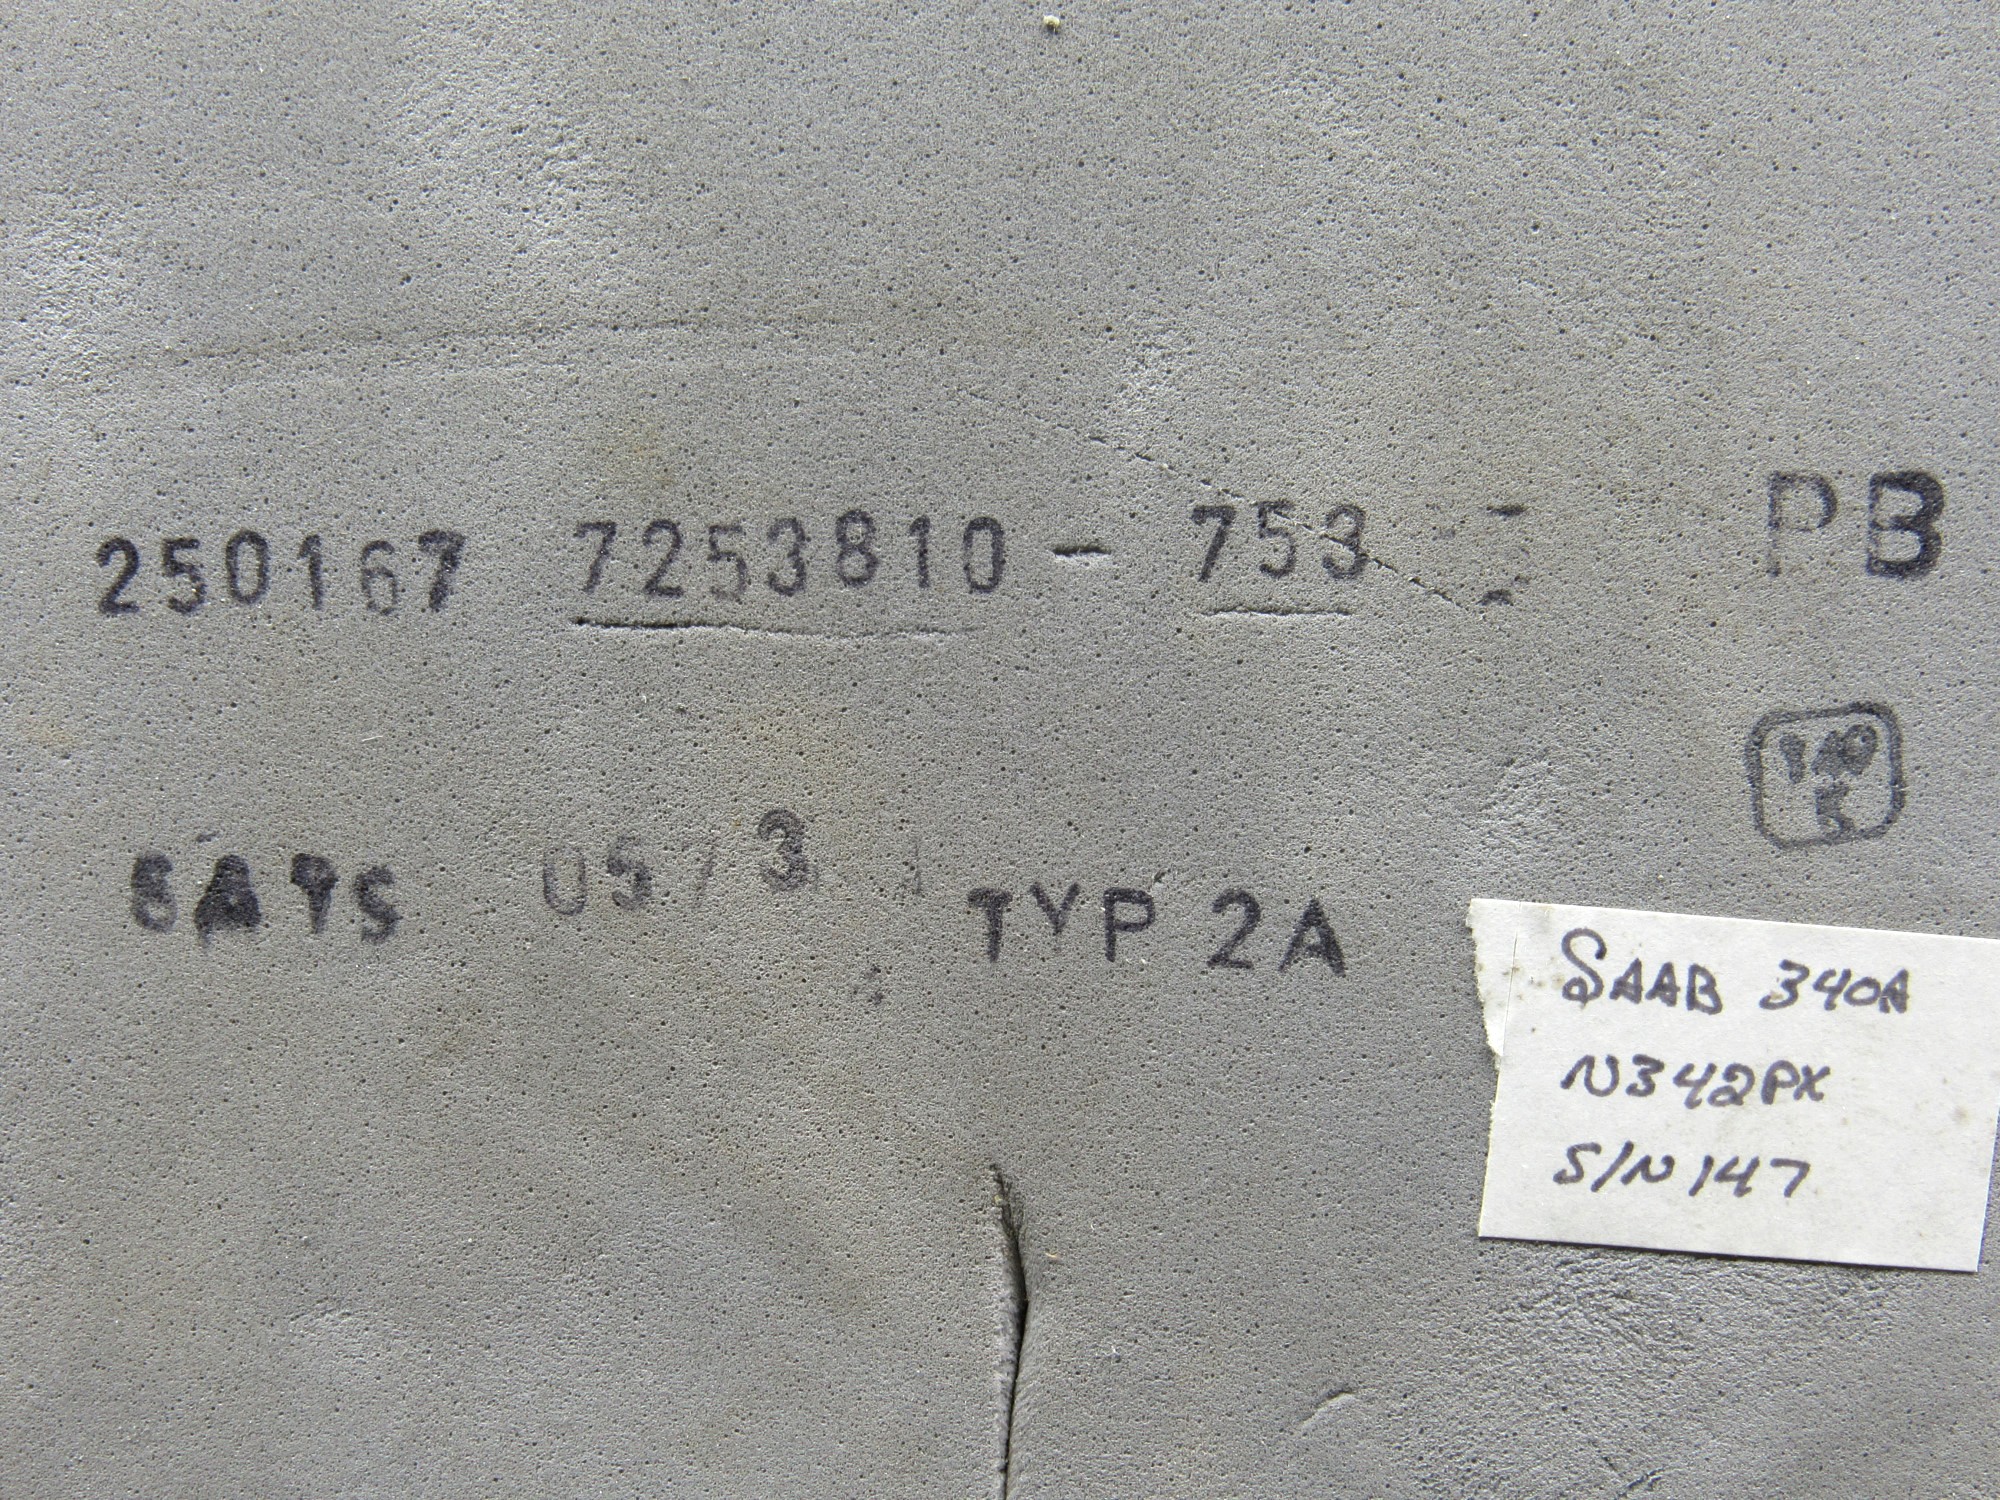 250167 7253810 - 753 PB
TYP 2A
SAAB 340A
N342PX
S/N 147